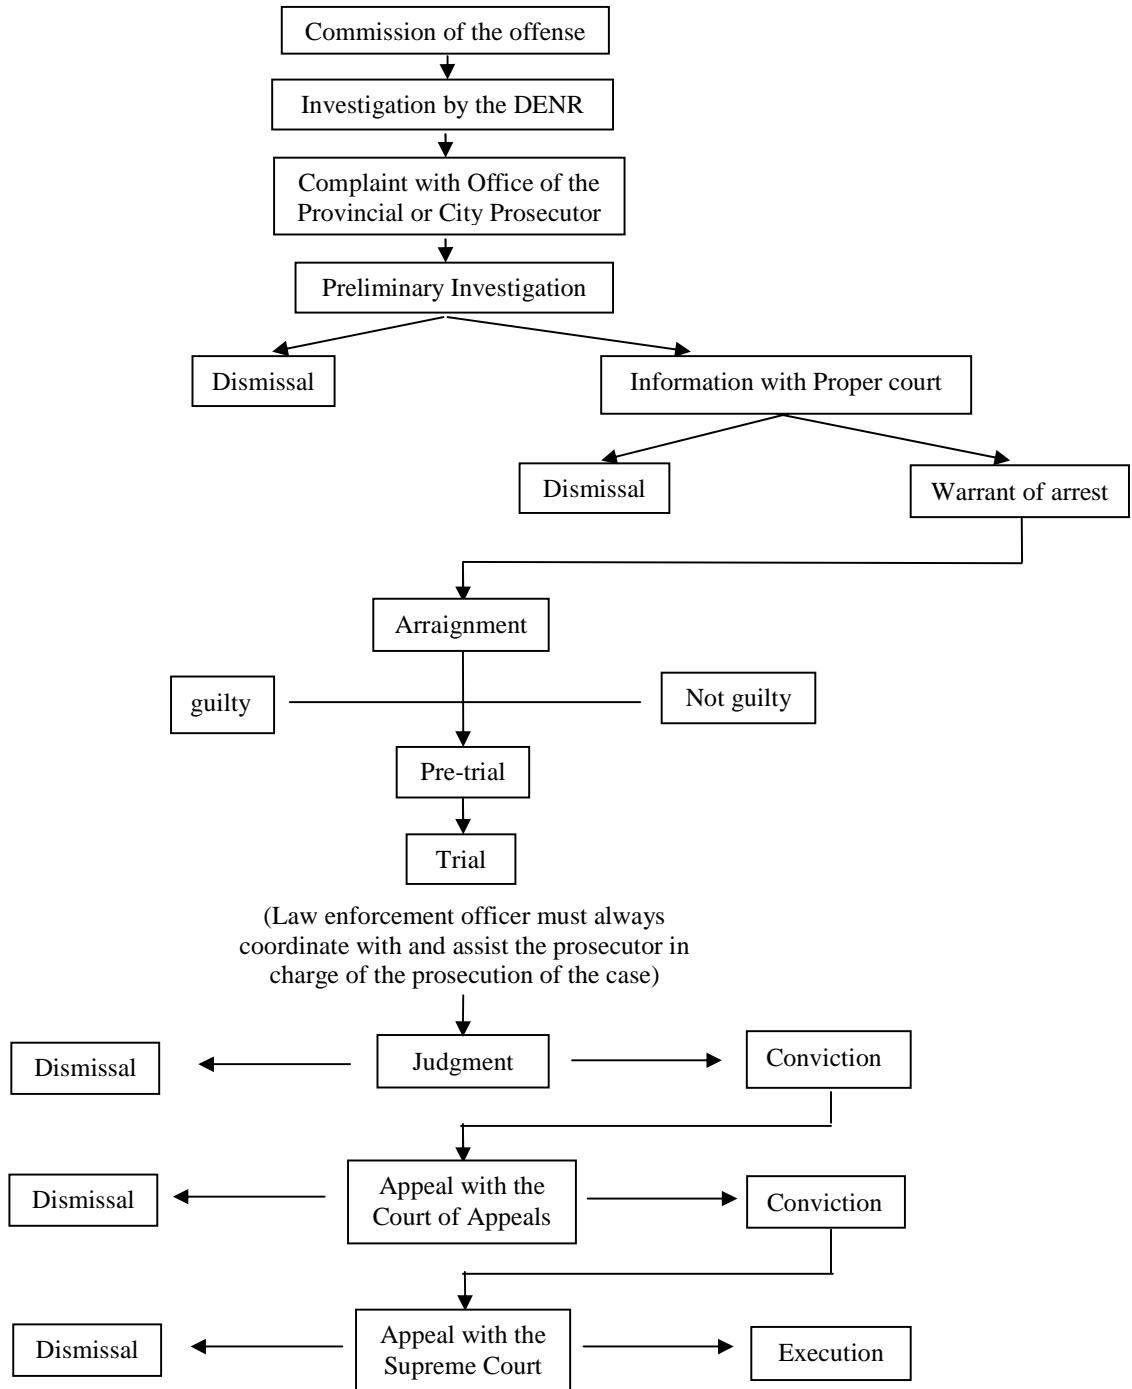 Commission of the offense
Investigation by the DENR
Complaint with Office of the
Provincial or City Prosecutor
Preliminary Investigation
Dismissal
Information with Proper court
Dismissal
Warrant of arrest
Arraignment
guilty
Not guilty
Pre-trial
Trial
(Law enforcement officer must always
coordinate with and assist the prosecutor in
charge of the prosecution of the case)
Dismissal
Judgment
Conviction
Dismissal
Appeal with the
Court of Appeals
Conviction
Dismissal
Appeal with the
Supreme Court
Execution